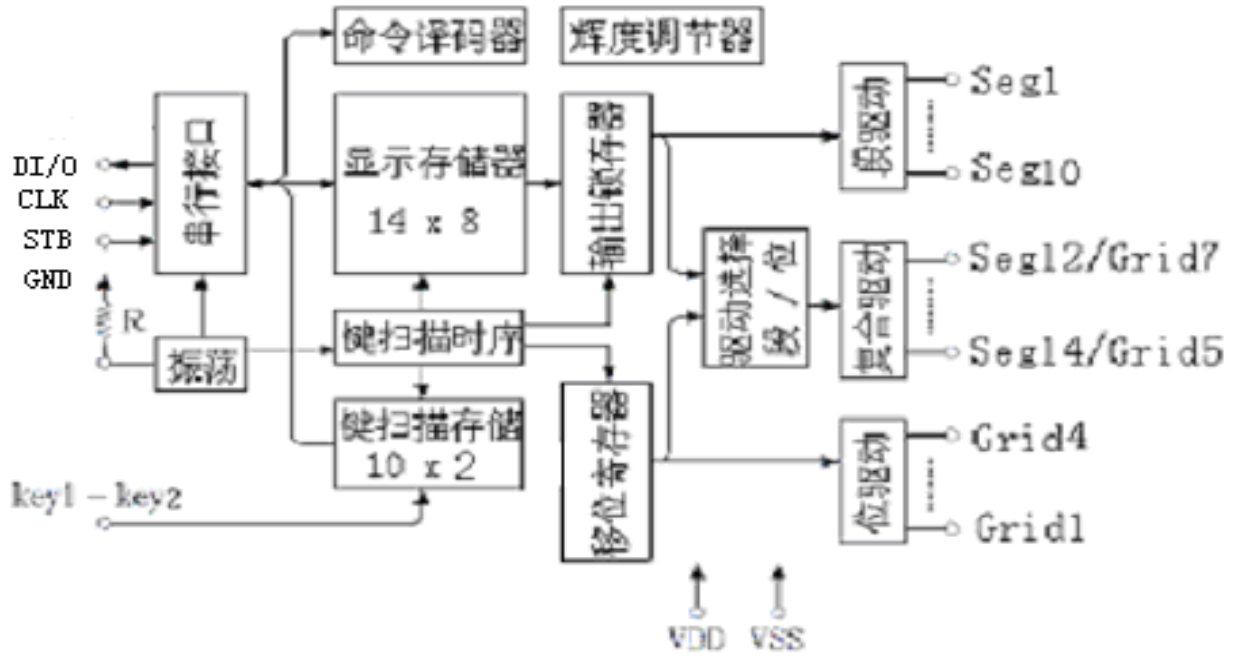 命令译码器
辉度调节器
串行接口
显示存储器
14 x 8
输出锁存器
段驱动
Seg1
Seg10
DI/O
CLK
STB
GND
R
振荡
键扫描时序
键扫描存储
10 x 2
key1-key2
移位寄存器
驱动选择
段/位
复合驱动
Seg12/Grid7
Seg14/Grid5
位驱动
Grid4
Grid1
VDD
VSS